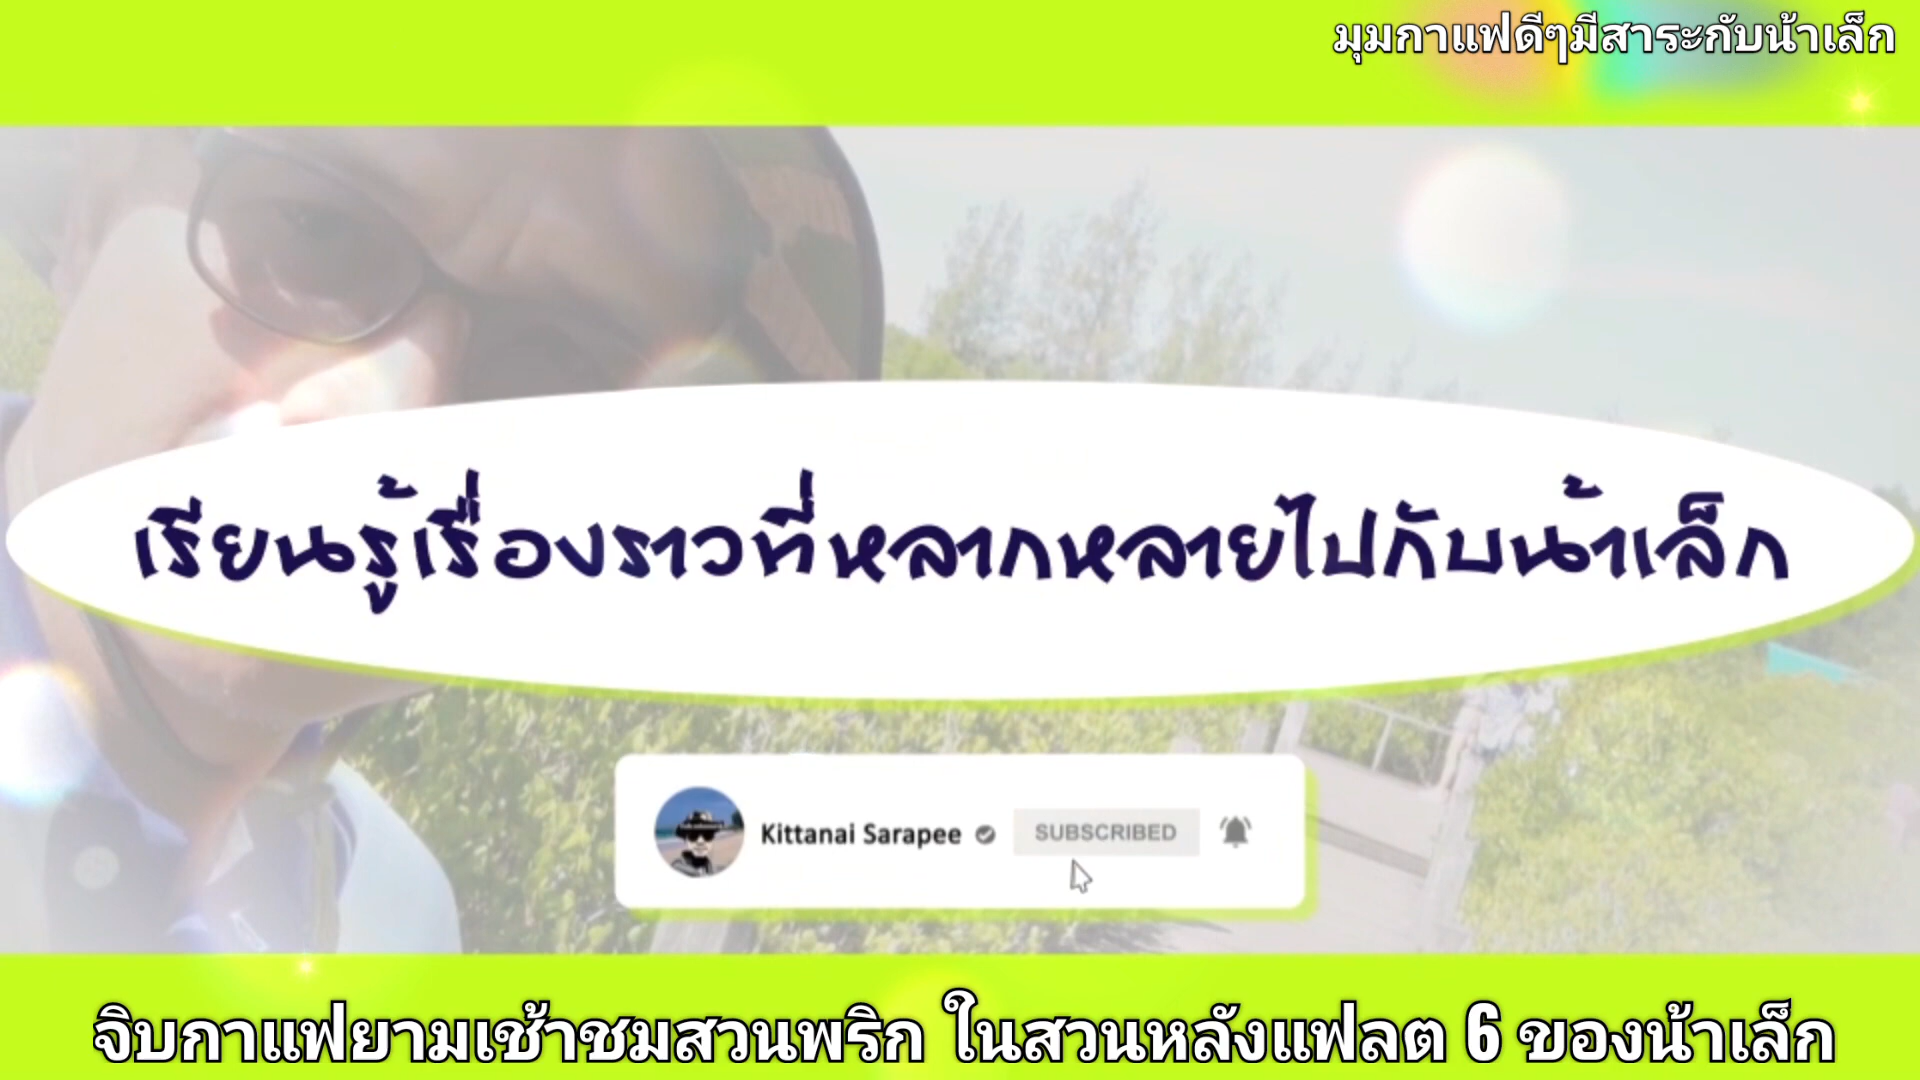 มุมกาแฟดีๆมีสาระกับน้าเล็ก
เรียนรู้เรื่องราวที่หลากหลายไปกับน้าเล็ก
Kittanai Sarapee SUBSCRIBED
จิบกาแฟยามเช้าชมสวนพริก ในสวนหลังแฟลต 6 ของน้าเล็ก